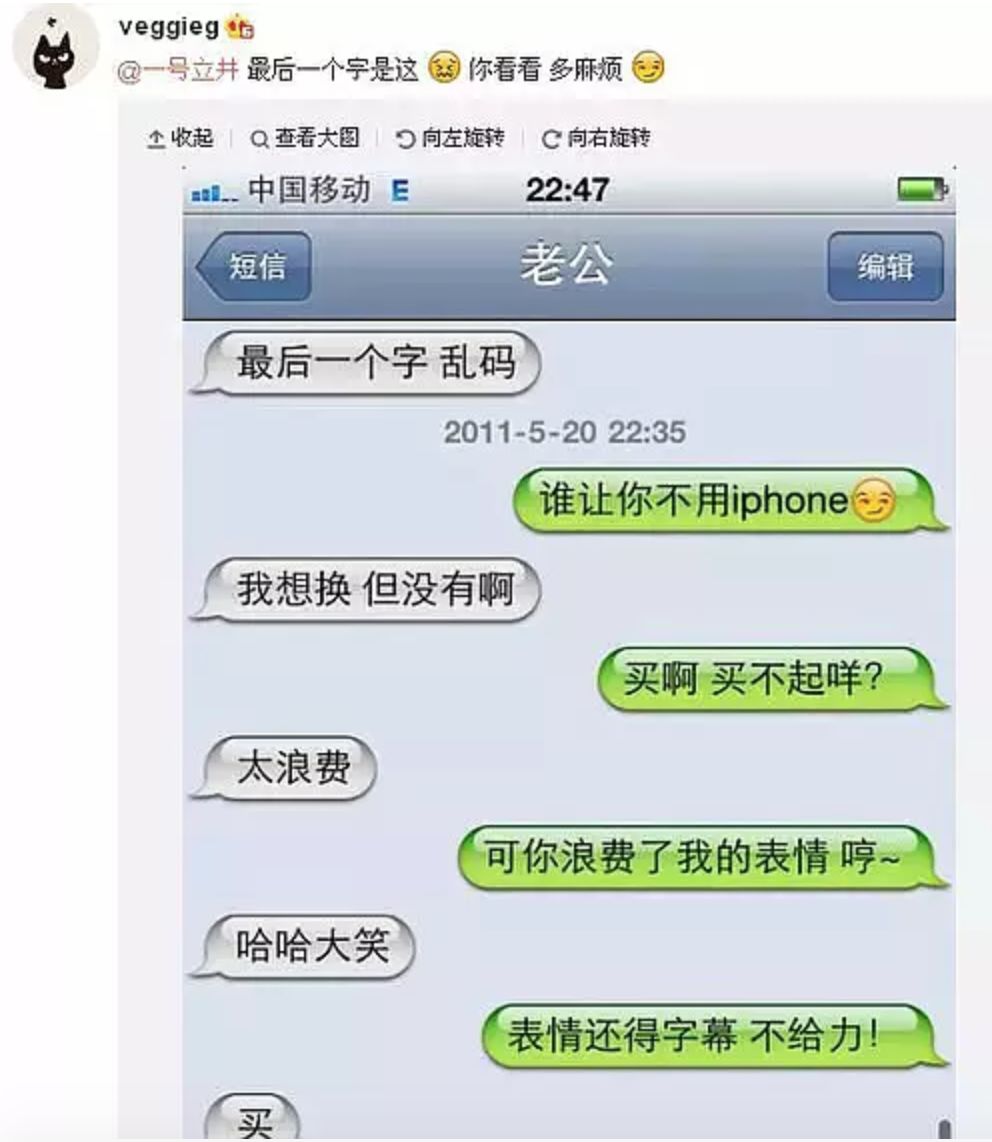 veggieg
@一号立井 最后一个字是这 😖 你看看 多麻烦 😏
收起 查看大图 向左旋转 向右旋转
中国移动 E 22:47
短信 老公 编辑
最后一个字 乱码
2011-5-20 22:35
谁让你不用iphone😏
我想换 但没有啊
买啊 买不起咩?
太浪费
可你浪费了我的表情 哼~
哈哈大笑
表情还得字幕 不给力!
买